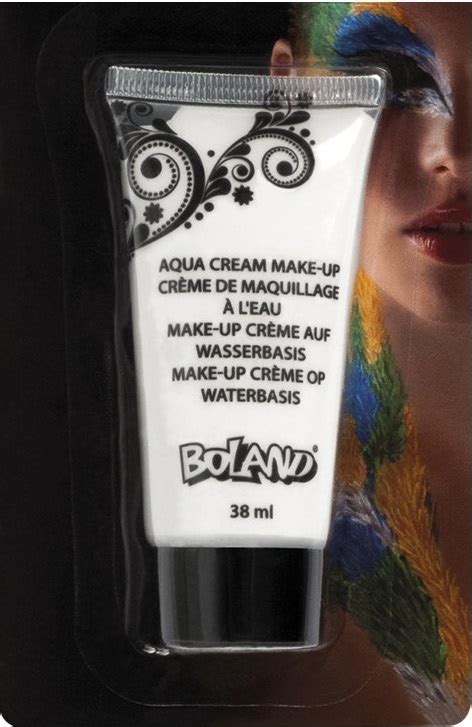 AQUA CREAM MAKE-UP
CRÈME DE MAQUILLAGE
À L'EAU
MAKE-UP CRÈME AUF
WASSERBASIS
MAKE-UP CRÈME OP
WATERBASIS
BOLAND®
38 ml